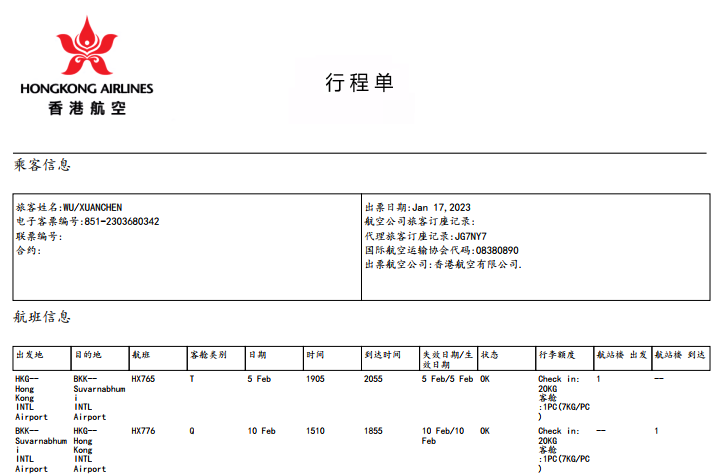 HONGKONG AIRLINES
香港航空
行程单
乘客信息
旅客姓名:WU/XUANCHEN
电子客票编号:851-2303680342
联票编号:
合约:
出票日期:Jan 17,2023
航空公司旅客订座记录:
代理旅客订座记录:JG7NY7
国际航空运输协会代码:08380890
出票航空公司:香港航空有限公司.
航班信息
出发地 目的地 航班 客舱类别 日期 时间 到达时间 失效日期/生 状态 行李额度 航站楼 出发 航站楼 到达
效日期
HKG-- BKK-- HX765 T 5 Feb 1905 2055 5 Feb/5 Feb OK Check in: 1 --
Hong Suvarnabhum 20KG
Kong i 客舱
INTL INTL :1PC(7KG/PC
Airport Airport )
BKK-- HKG-- HX776 Q 10 Feb 1510 1855 10 Feb/10 OK Check in: -- 1
Suvarnabhum Hong Feb 20KG
i Kong 客舱
INTL INTL :1PC(7KG/PC
Airport Airport )